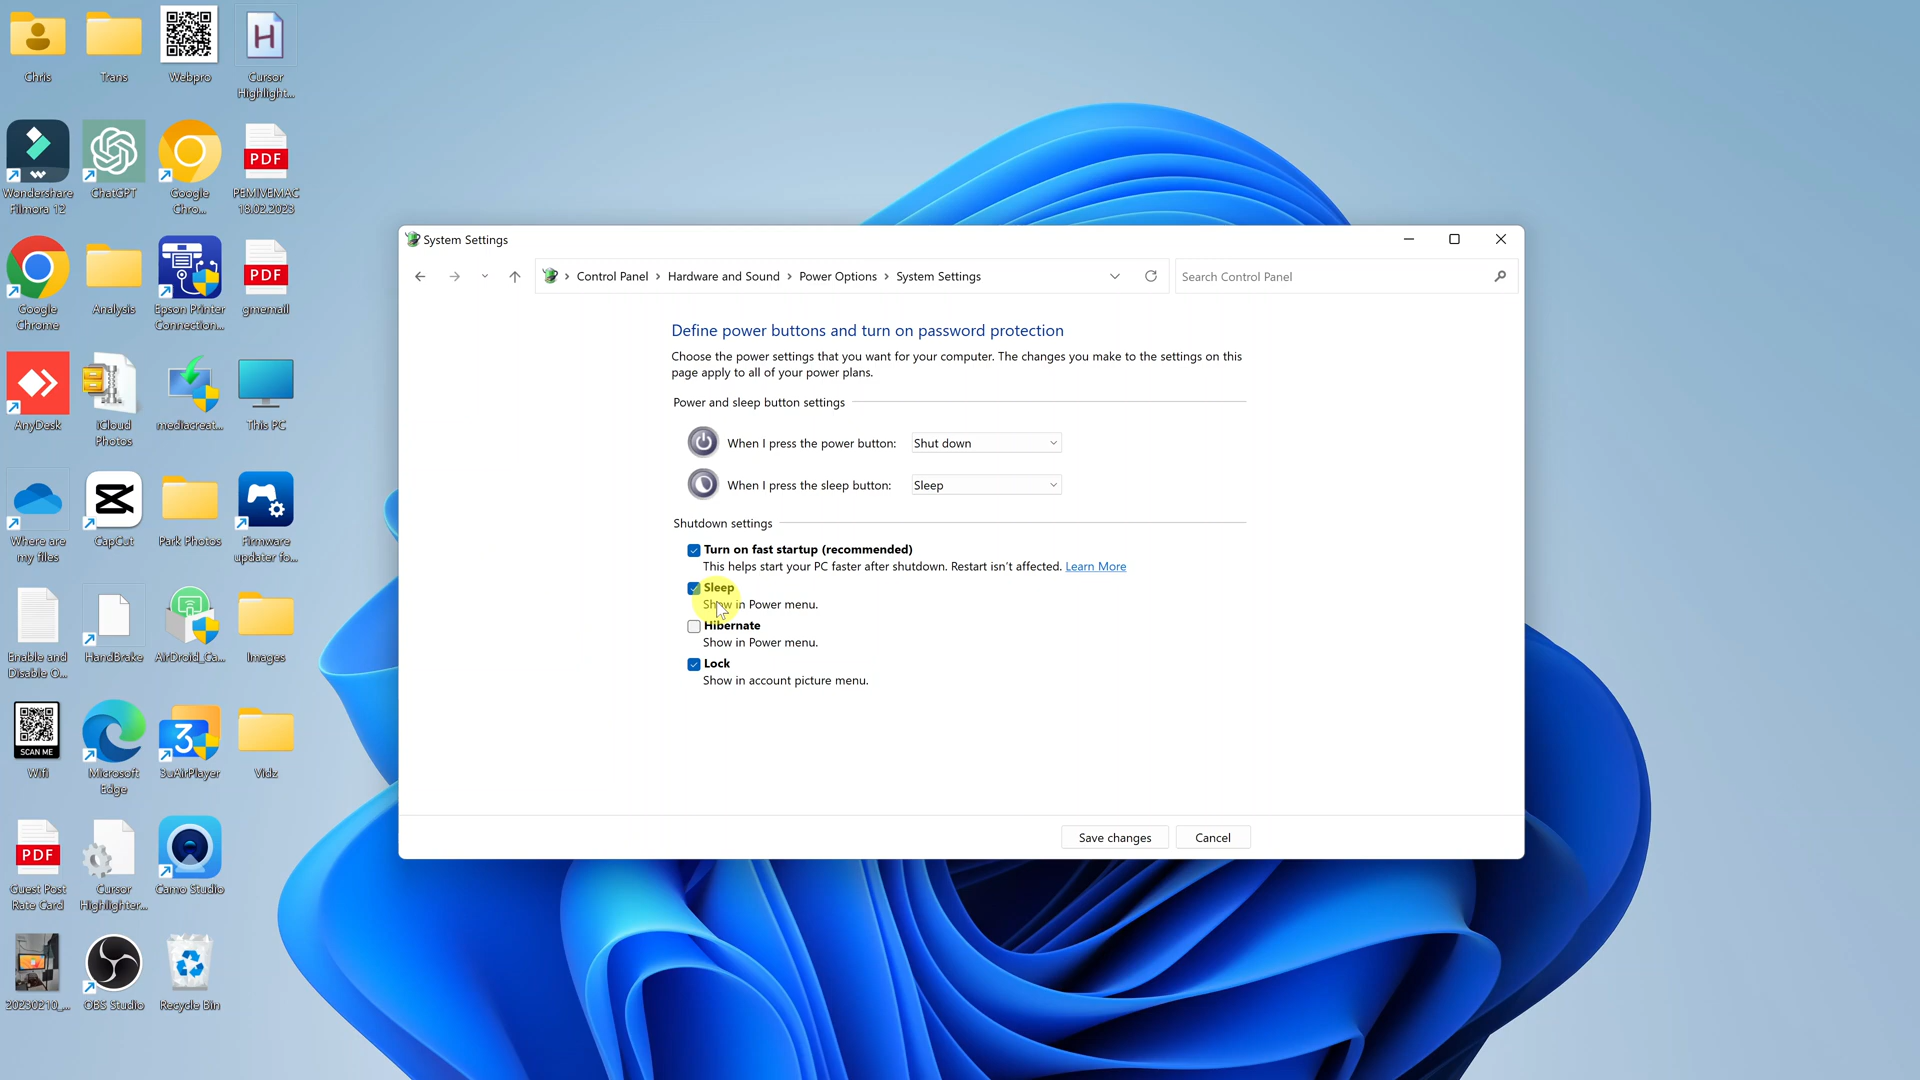 Chris
Trans
Webpro
Cursor
Highlight...
Wondershare
Filmora 12
ChatGPT
Google
Chro...
PDF
PEMIVEMAC
18.02.2023
Google
Chrome
Analysis
Epson Printer
Connection...
PDF
gmemail
AnyDesk
iCloud
Photos
mediacreat...
This PC
Where are
my files
CapCut
Park Photos
Firmware
updater fo...
Enable and
Disable O...
HandBrake
AirDroid_Ca...
Images
SCAN ME
Wifi
Microsoft
Edge
3
3uAirPlayer
Vidz
PDF
Guest Post
Rate Card
Cursor
Highlighter...
Camo Studio
20230210_...
OBS Studio
Recycle Bin
System Settings
Control Panel > Hardware and Sound > Power Options > System Settings
Search Control Panel
Define power buttons and turn on password protection
Choose the power settings that you want for your computer. The changes you make to the settings on this
page apply to all of your power plans.
Power and sleep button settings
When I press the power button: Shut down
When I press the sleep button: Sleep
Shutdown settings
Turn on fast startup (recommended)
This helps start your PC faster after shutdown. Restart isn't affected. Learn More
Sleep
Show in Power menu.
Hibernate
Show in Power menu.
Lock
Show in account picture menu.
Save changes
Cancel